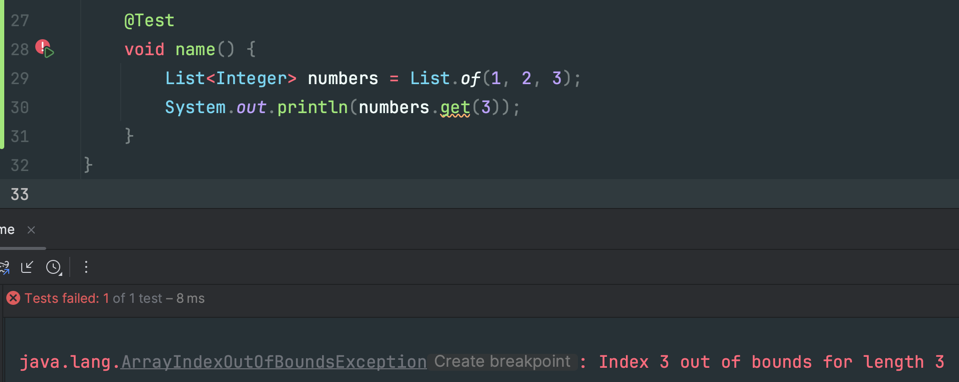 27 @Test
28 void name() {
29 List<Integer> numbers = List.of(1, 2, 3);
30 System.out.println(numbers.get(3));
31 }
32 }
33
me ×
Tests failed: 1 of 1 test – 8 ms
java.lang.ArrayIndexOutOfBoundsException Create breakpoint : Index 3 out of bounds for length 3